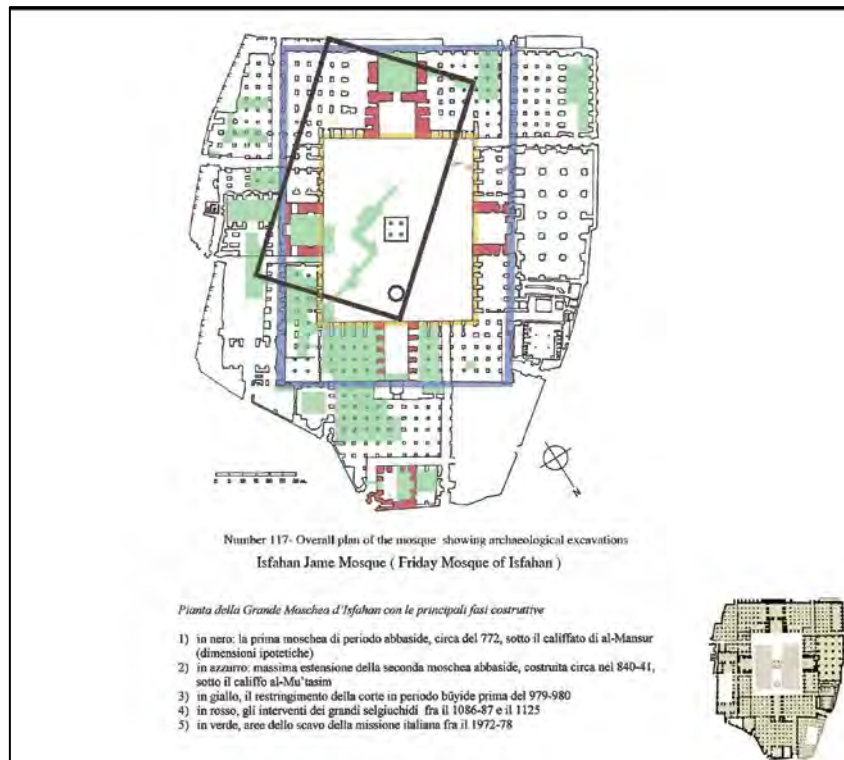 Number 117- Overall plan of the mosque showing archaeological excavations
Isfahan Jame Mosque ( Friday Mosque of Isfahan )
Pianta della Grande Moschea d'Isfahan con le principali fasi costruttive
1) in nero: la prima moschea di periodo abbaside, circa del 772, sotto il califfato di al-Mansur
(dimensioni ipotetiche)
2) in azzurro: massima estensione della seconda moschea abbaside, costruita circa nel 840-41,
sotto il califfo al-Mu'tasim
3) in giallo, il restringimento della corte in periodo bûyide prima del 979-980
4) in rosso, gli interventi dei grandi selgiuchidi fra il 1086-87 e il 1125
5) in verde, aree dello scavo della missione italiana fra il 1972-78